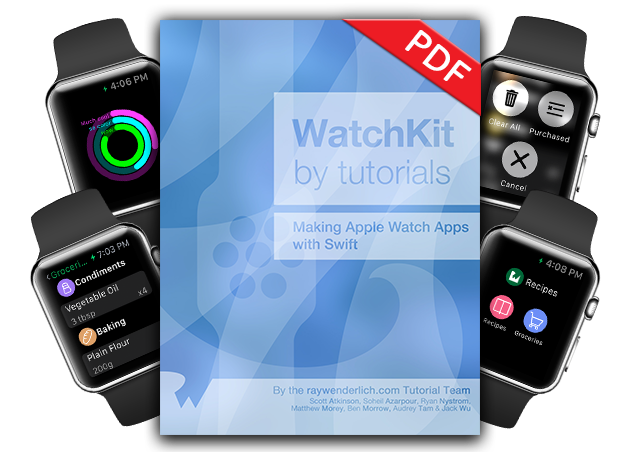 4:06 PM
PDF
WatchKit
by tutorials
Making Apple Watch Apps
with Swift
By the raywenderlich.com Tutorial Team
Scott Atkinson, Soheil Azarpour, Ryan Nystrom,
Matthew Morey, Ben Morrow, Audrey Tam & Jack Wu
Clear All
Purchased
Cancel
<Groceri... 7:03 PM
Condiments
Vegetable Oil
3 tbsp
x4
Baking
Plain Flour
200g
4:08 PM
Recipes
Recipes
Groceries